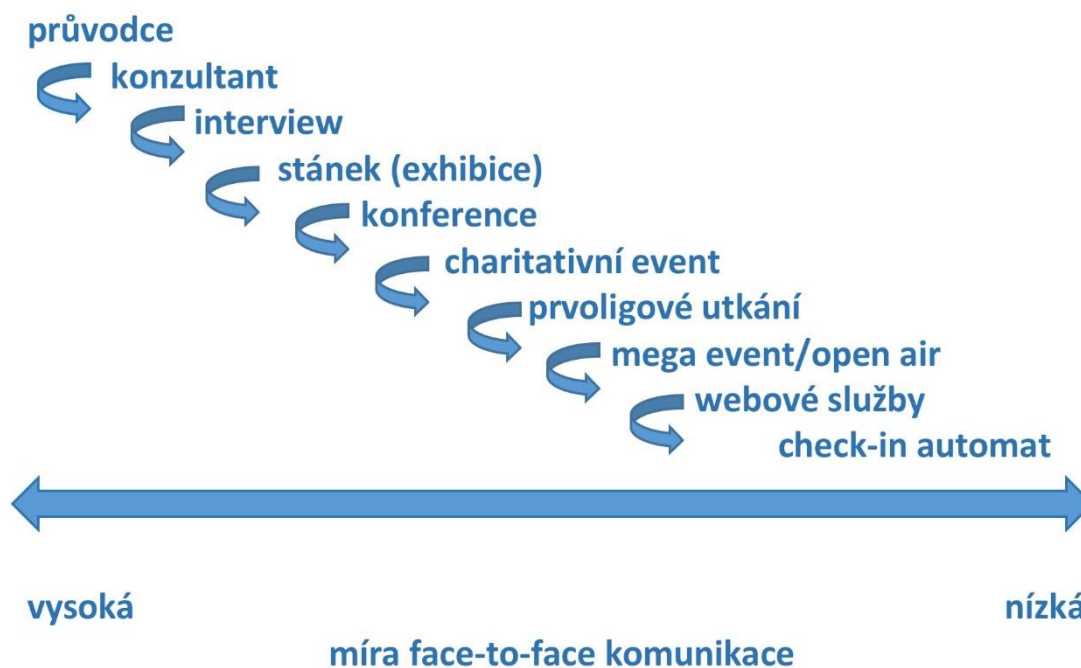 průvodce
konzultant
interview
stánek (exhibice)
konference
charitativní event
prvoligové utkání
mega event/open air
webové služby
check-in automat
vysoká
nízká
míra face-to-face komunikace